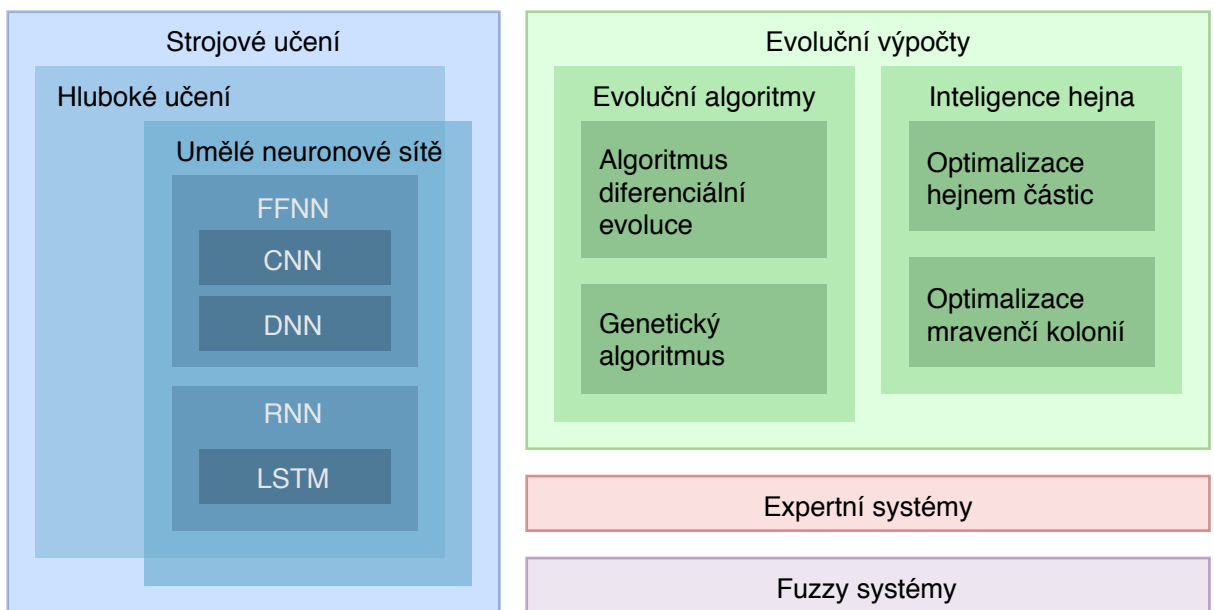 Strojové učení
Hluboké učení
Umělé neuronové sítě
FFNN
CNN
DNN
RNN
LSTM
Evoluční výpočty
Evoluční algoritmy
Algoritmus
diferenciální
evoluce
Genetický
algoritmus
Inteligence hejna
Optimalizace
hejnem částic
Optimalizace
mravenčí kolonií
Expertní systémy
Fuzzy systémy